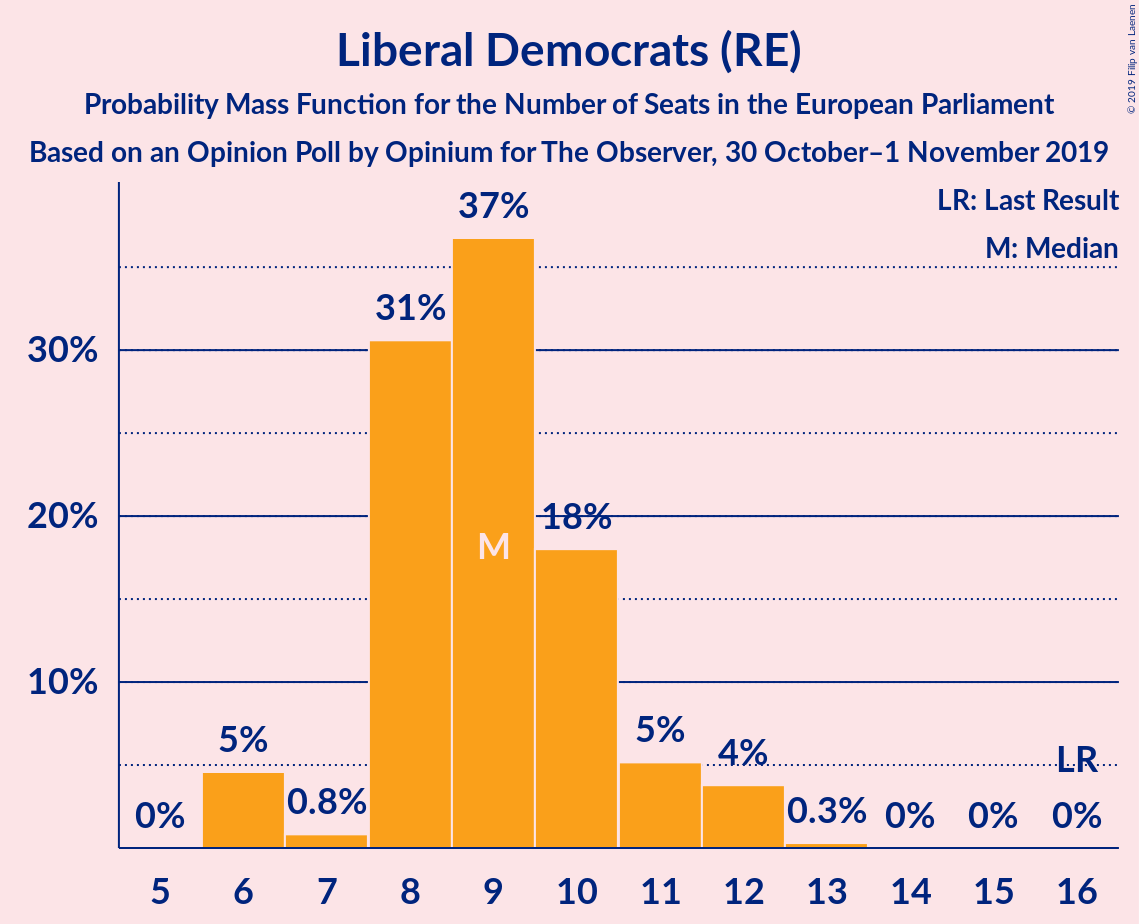 Liberal Democrats (RE)
Probability Mass Function for the Number of Seats in the European Parliament
Based on an Opinion Poll by Opinium for The Observer, 30 October–1 November 2019
© 2019 Filip van Laenen
LR: Last Result
M: Median
30%
20%
10%
0%
5%
0.8%
31%
37%
M
18%
5%
4%
0.3%
0%
0%
LR
0%
5 6 7 8 9 10 11 12 13 14 15 16